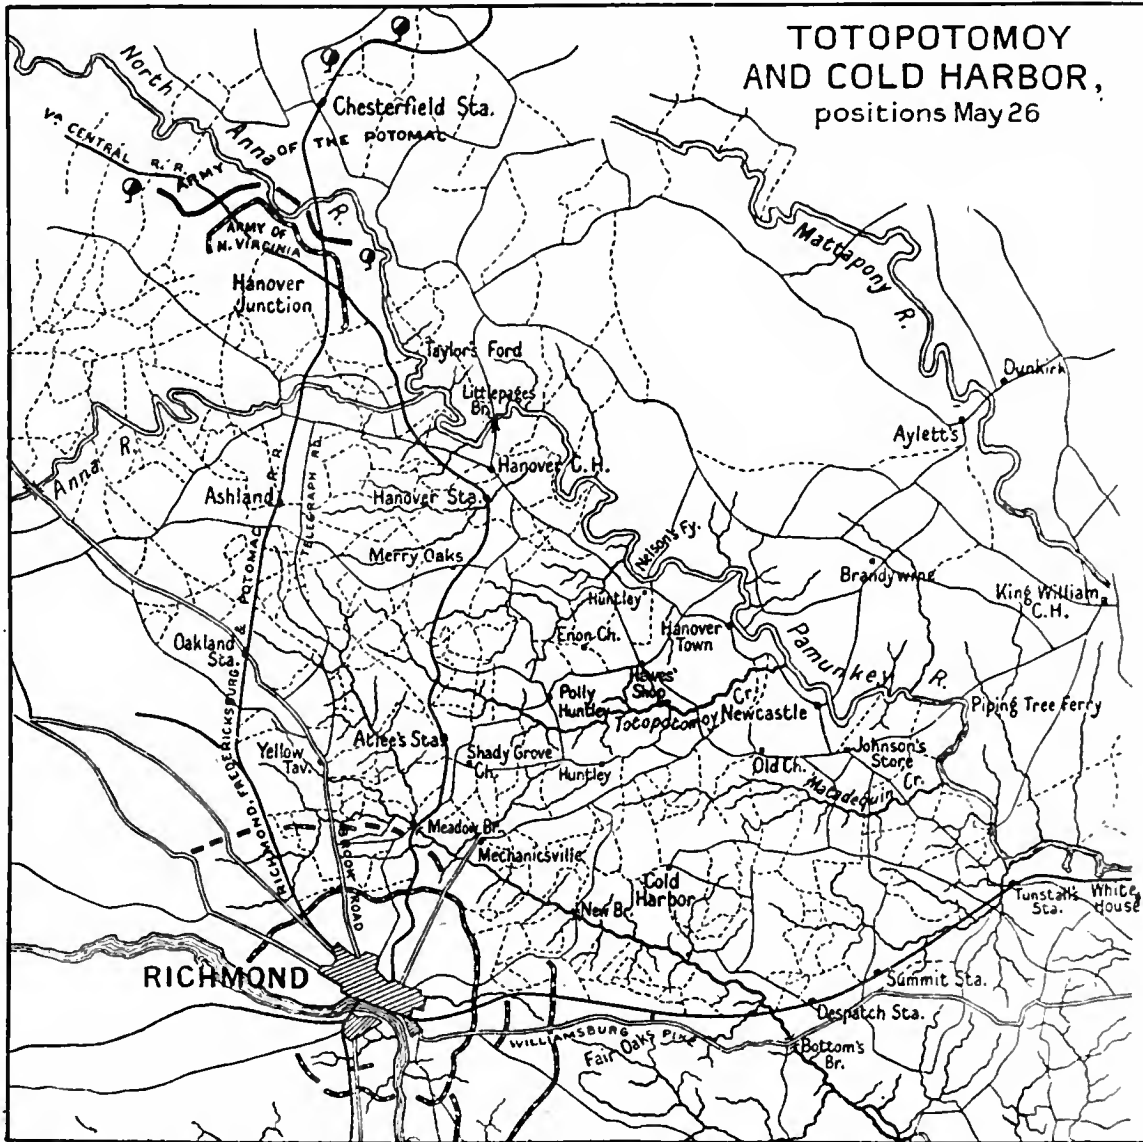 TOTOPOTOMOY
AND COLD HARBOR,
positions May 26
North
Anna
R.
Chesterfield Sta.
ARMY OF THE POTOMAC
Vª CENTRAL R. R.
ARMY OF
N. VIRGINIA
Hanover
Junction
Mattapony R.
Taylor's Ford
Littlepages
Br.
Dunkirk
Aylett's
Anna R.
Hanover C.H.
Ashland
Hanover Sta.
TELEGRAPH RD.
Merry Oaks
Nelson's Fy.
Brandywine
King William
C.H.
Huntley
Enon Ch.
Hanover
Town
Oakland
Sta.
Pamunkey R.
Hawes'
Shop
Polly
Huntley
Totopotomoy Cr.
Newcastle
Piping Tree Ferry
Atlee's Sta.
Yellow
Tav.
Shady Grove
Ch.
Huntley
Old Ch.
Johnson's
Store
Matadequin Cr.
RICHMOND, FREDERICKSBURG & POTOMAC R. R.
Meadow Br.
Mechanicsville
BROOK ROAD
Cold
Harbor
New Br.
Tunstall's
Sta.
White
House
RICHMOND
Summit Sta.
Despatch Sta.
WILLIAMSBURG PIKE
Fair Oaks
Bottom's
Br.